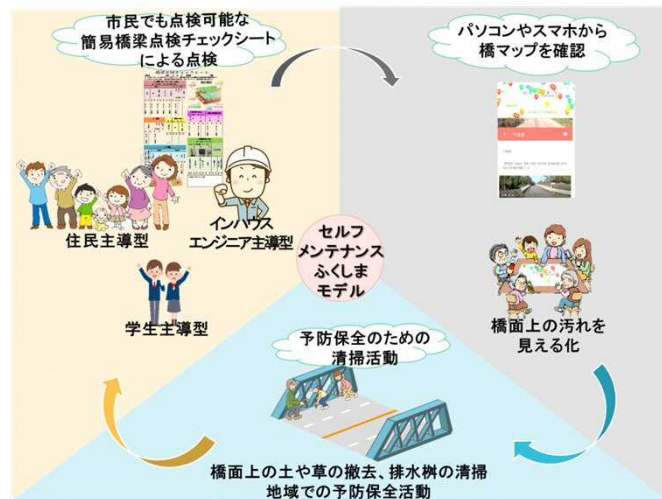 市民でも点検可能な
簡易橋梁点検チェックシート
による点検
住民主導型
インハウス
エンジニア主導型
学生主導型
パソコンやスマホから
橋マップを確認
橋面上の汚れを
見える化
セルフ
メンテナンス
ふくしま
モデル
予防保全のための
清掃活動
橋面上の土や草の撤去、排水桝の清掃
地域での予防保全活動